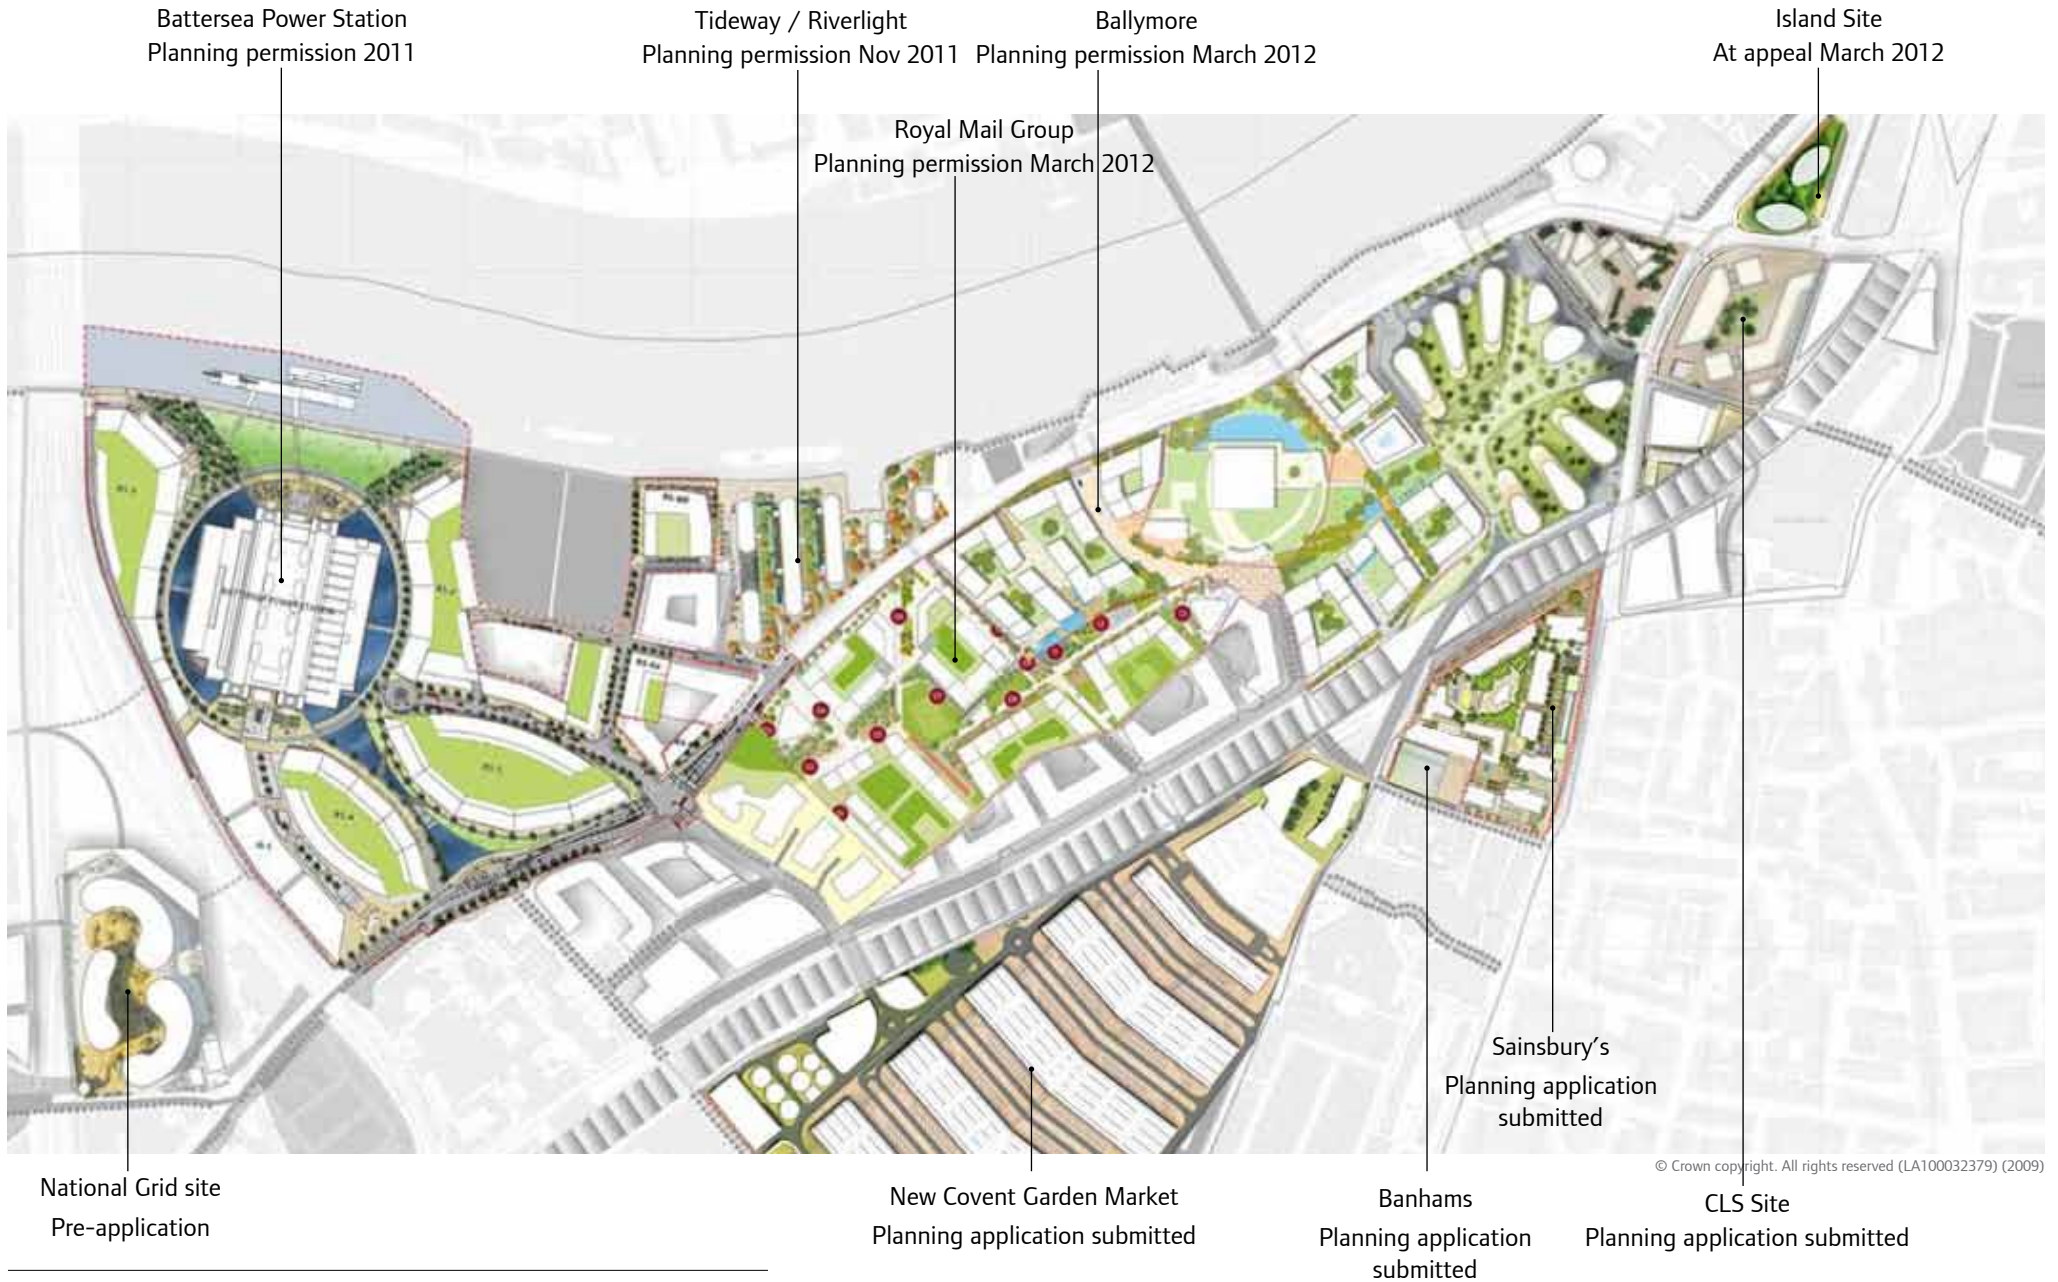 Battersea Power Station
Planning permission 2011
Tideway / Riverlight
Planning permission Nov 2011
Ballymore
Planning permission March 2012
Island Site
At appeal March 2012
Royal Mail Group
Planning permission March 2012
Sainsbury’s
Planning application
submitted
© Crown copyright. All rights reserved (LA100032379) (2009)
National Grid site
Pre-application
New Covent Garden Market
Planning application submitted
Banhams
Planning application
submitted
CLS Site
Planning application submitted